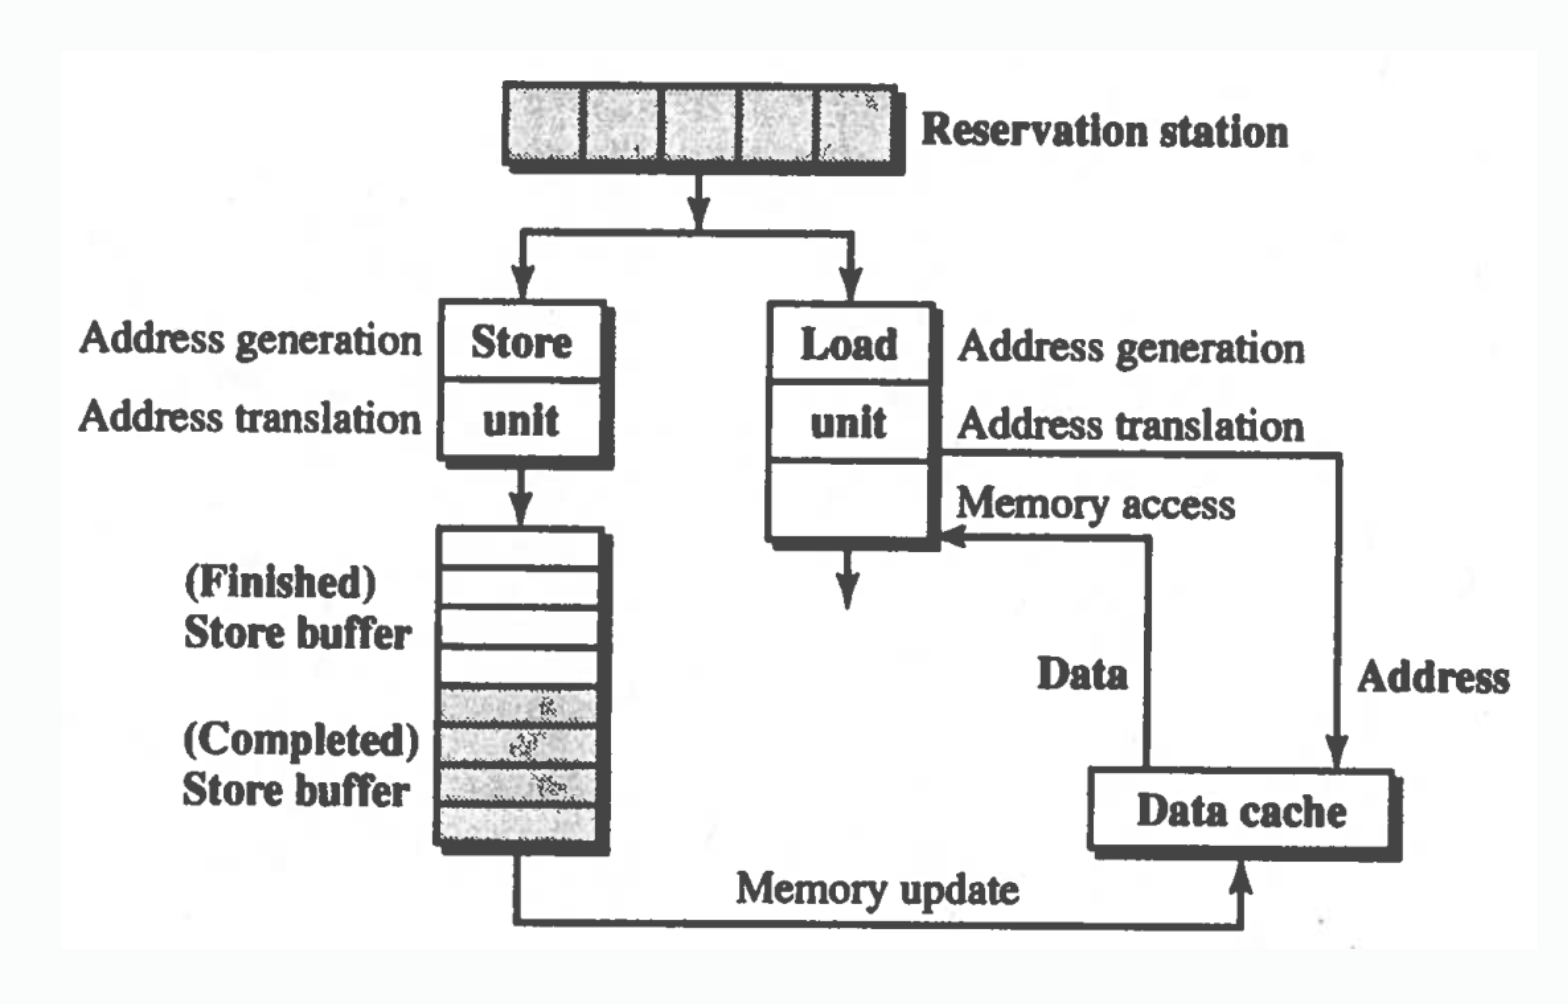 Reservation station
Address generation
Store
Load
Address generation
Address translation
unit
unit
Address translation
Memory access
(Finished)
Store buffer
Data
Address
(Completed)
Store buffer
Data cache
Memory update